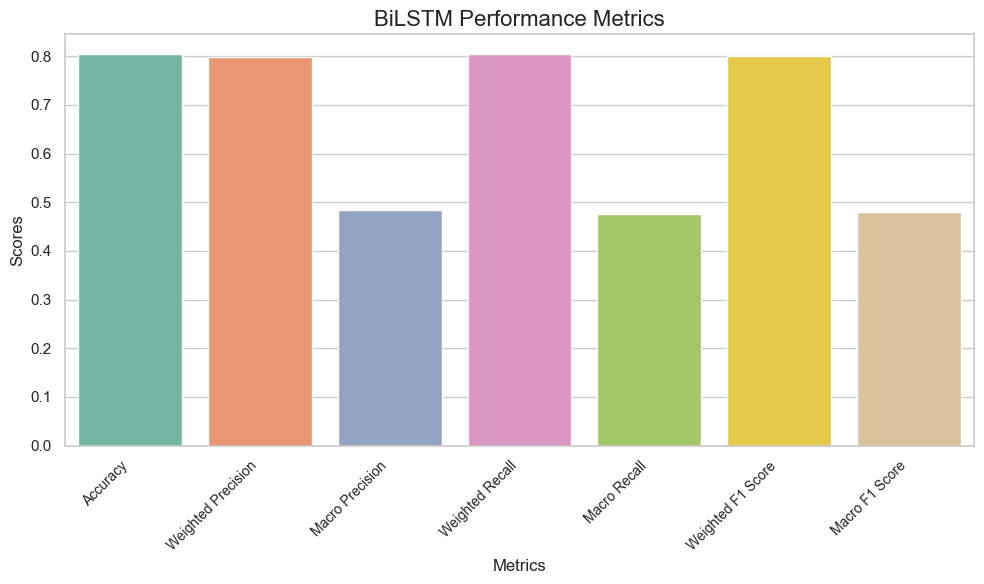 BiLSTM Performance Metrics
Scores
0.8
0.7
0.6
0.5
0.4
0.3
0.2
0.1
0.0
Accuracy
Weighted Precision
Macro Precision
Weighted Recall
Macro Recall
Weighted F1 Score
Macro F1 Score
Metrics